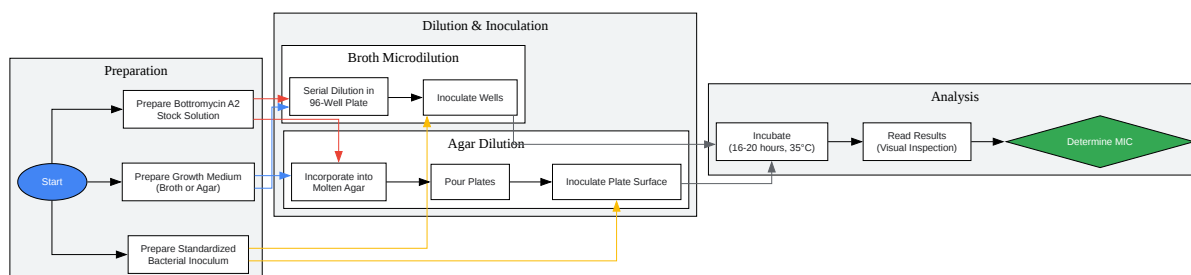 Preparation
Start
Prepare Bottromycin A2
Stock Solution
Prepare Growth Medium
(Broth or Agar)
Prepare Standardized
Bacterial Inoculum
Dilution & Inoculation
Broth Microdilution
Serial Dilution in
96-Well Plate
Inoculate Wells
Agar Dilution
Incorporate into
Molten Agar
Pour Plates
Inoculate Plate Surface
Analysis
Incubate
(16-20 hours, 35°C)
Read Results
(Visual Inspection)
Determine MIC